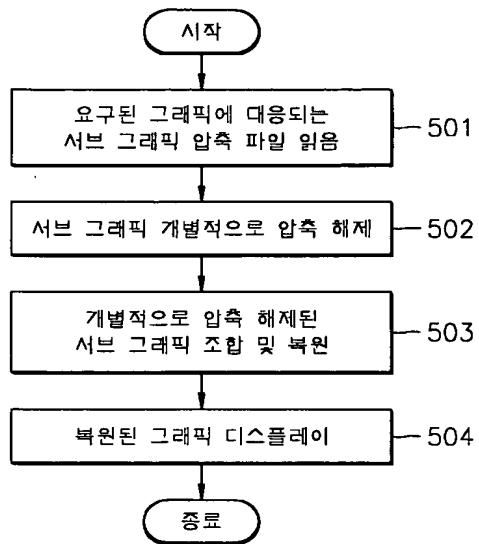 시작
요구된 그래픽에 대응되는
서브 그래픽 압축 파일 읽음
501
서브 그래픽 개별적으로 압축 해제
502
개별적으로 압축 해제된
서브 그래픽 조합 및 복원
503
복원된 그래픽 디스플레이
504
종료